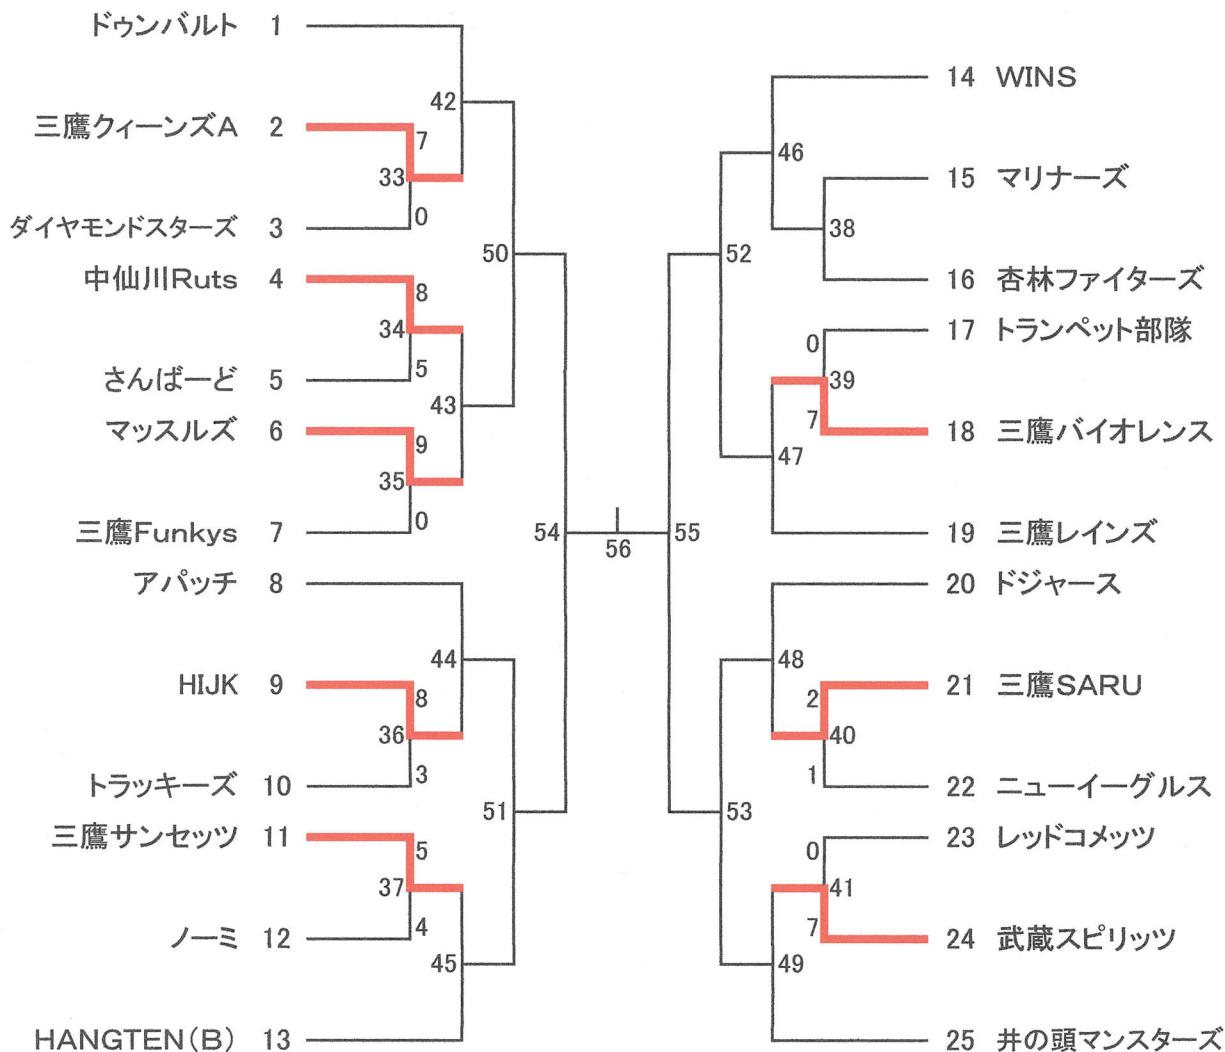 ドゥンバルト 1
42
三鷹クィーンズA 2
7
33
0
ダイヤモンドスターズ 3
50
中仙川Ruts 4
8
34
5
さんばーど 5
43
マッスルズ 6
9
35
0
三鷹Funkys 7
54
アパッチ 8
44
HIJK 9
8
36
3
トラッキーズ 10
51
三鷹サンセッツ 11
5
37
4
ノーミ 12
45
HANGTEN(B) 13
56
14 WINS
46
15 マリナーズ
38
52
16 杏林ファイターズ
17 トランペット部隊
0
39
7
18 三鷹バイオレンス
47
19 三鷹レインズ
55
20 ドジャース
48
21 三鷹SARU
2
40
1
22 ニューイーグルス
53
23 レッドコメッツ
0
41
7
24 武蔵スピリッツ
49
25 井の頭マンスターズ